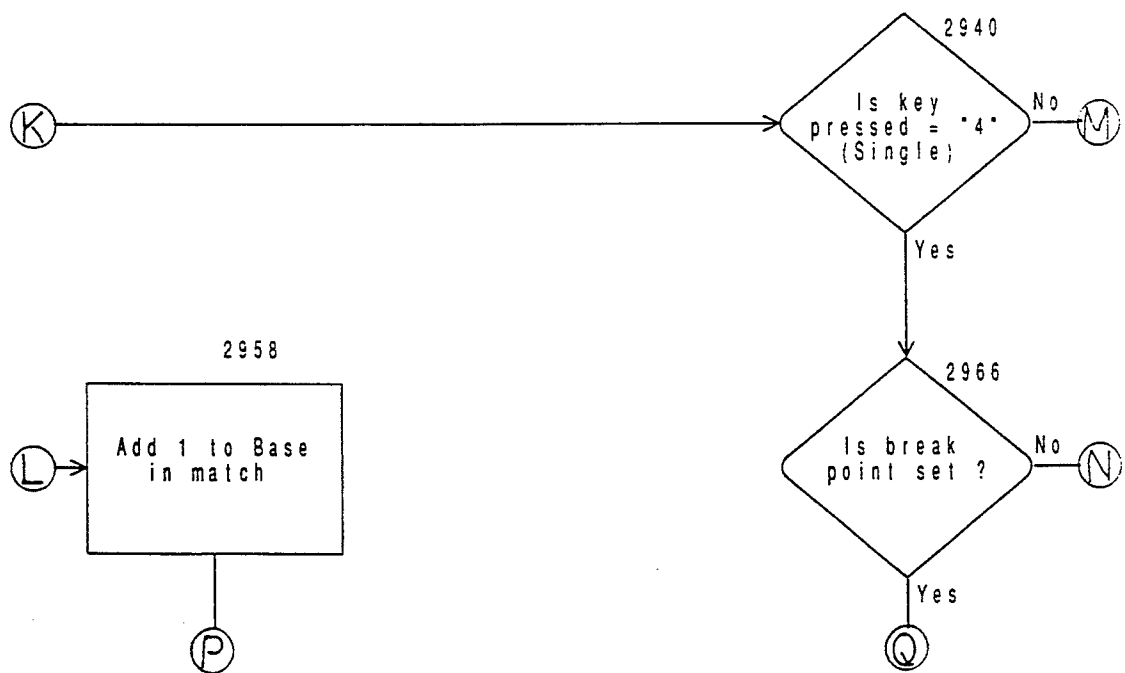 2940
Is key
pressed = "4"
(Single)
No
K
M
Yes
2958
2966
Add 1 to Base
in match
Is break
point set ?
No
L
N
Yes
P
Q